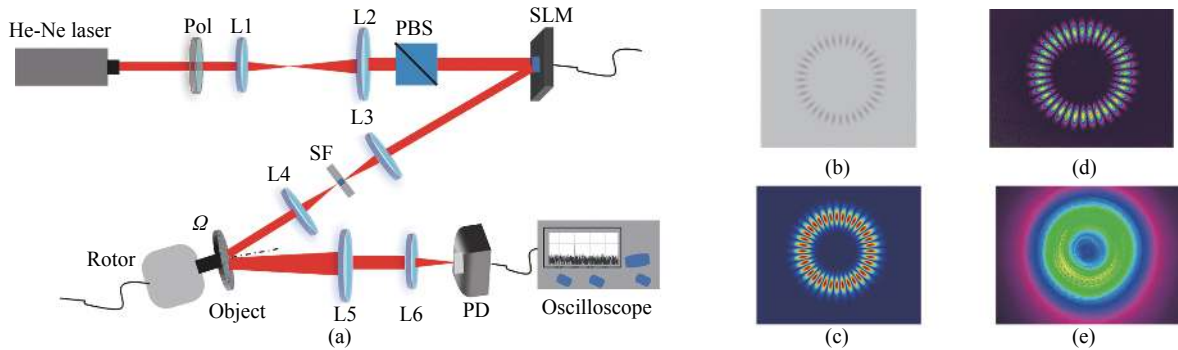 He-Ne laser
Pol
L1
L2
PBS
SLM
L3
SF
L4
Ω
Rotor
Object
L5
L6
PD
Oscilloscope
(a)
(b)
(d)
(c)
(e)